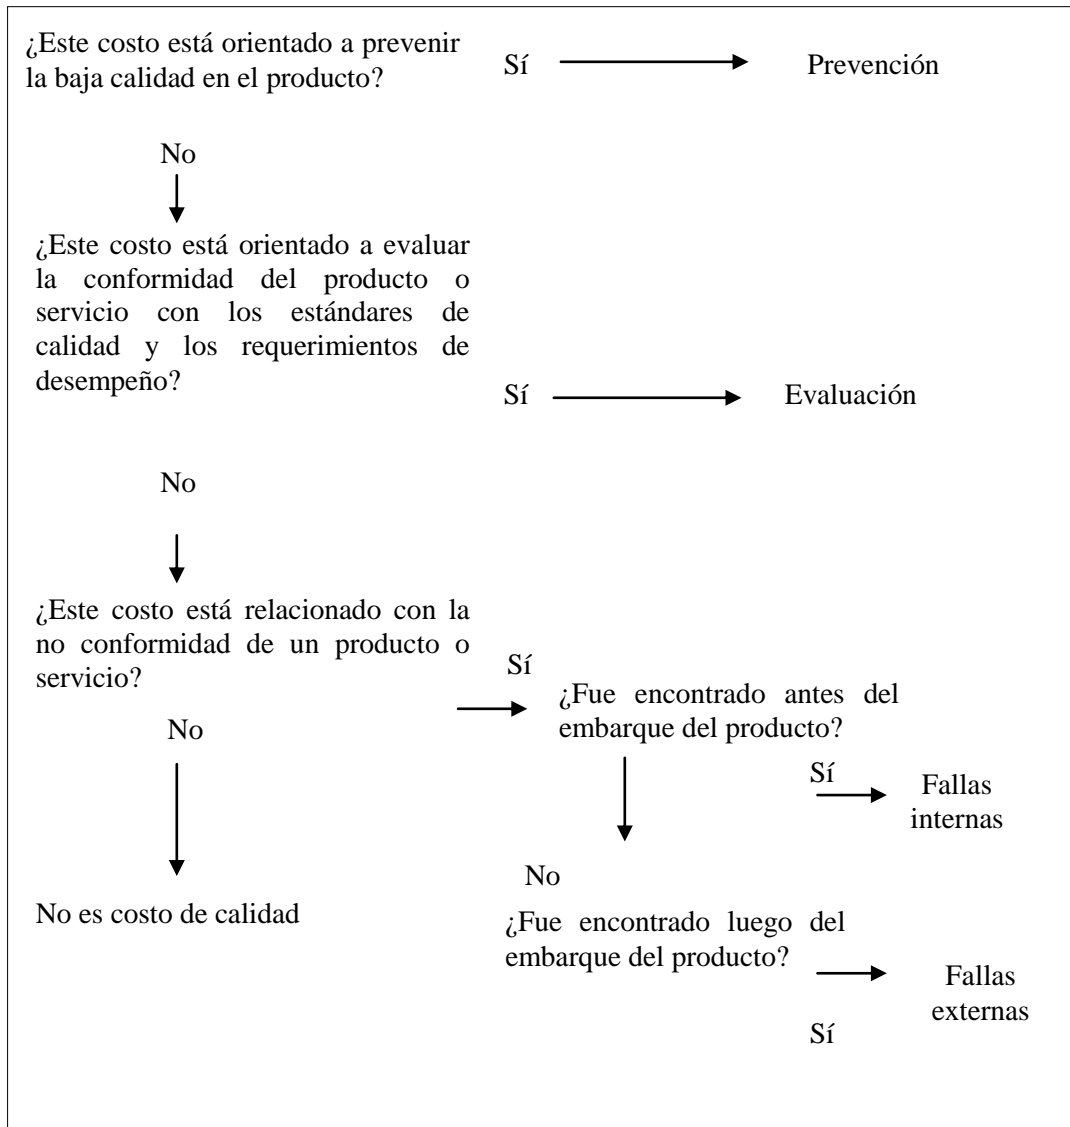 ¿Este costo está orientado a prevenir
la baja calidad en el producto?
Sí
Prevención
No
¿Este costo está orientado a evaluar
la conformidad del producto o
servicio con los estándares de
calidad y los requerimientos de
desempeño?
Sí
Evaluación
No
¿Este costo está relacionado con la
no conformidad de un producto o
servicio?
Sí
¿Fue encontrado antes del
embarque del producto?
No
Sí
Fallas
internas
No
No es costo de calidad
¿Fue encontrado luego del
embarque del producto?
Fallas
externas
Sí